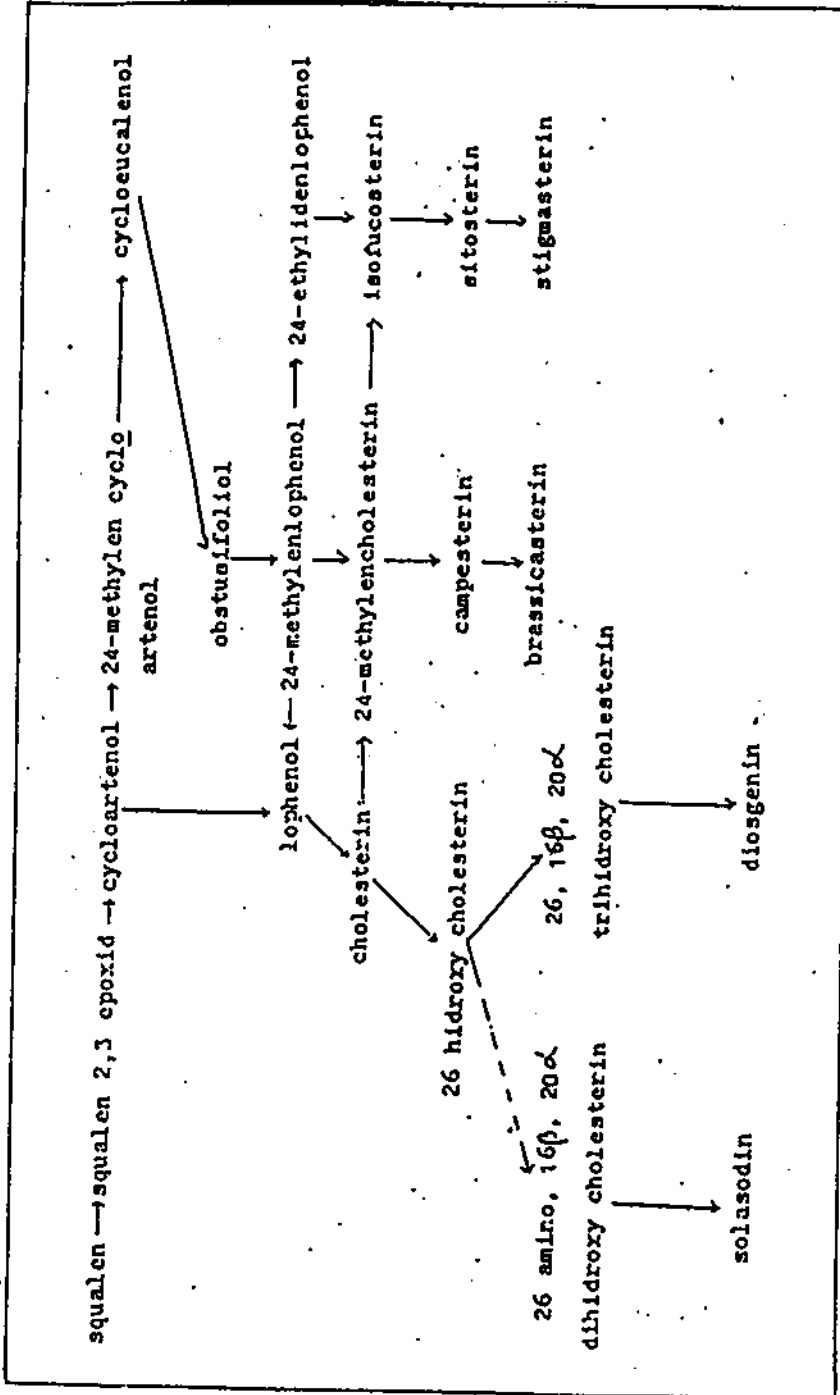 squalen → squalen 2,3 epoxid → cycloartenol → 24-methylen cyclo → cycloeucalenol
artenol
obstusifoliol
lophenol ← 24-methylenlophenol → 24-ethylidenlophenol
cholesterin → 24-methylencholesterin → isofucosterin
26 hidroxy cholesterin campesterin sitosterin
26 amino, 16β, 20α 26, 16β, 20α brassicasterin stigmasterin
dihidroxy cholesterin trihidroxy cholesterin
solasodin diosgenin